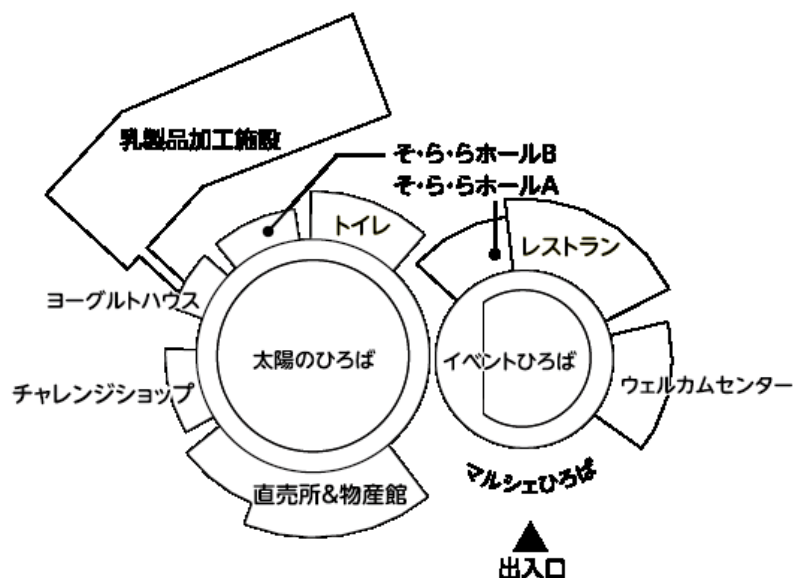 乳製品加工施設
そ・ら・らホールB
そ・ら・らホールA
トイレ
レストラン
ヨーグルトハウス
太陽のひろば
イベントひろば
チャレンジショップ
ウェルカムセンター
マルシェひろば
直売所&物産館
出入口